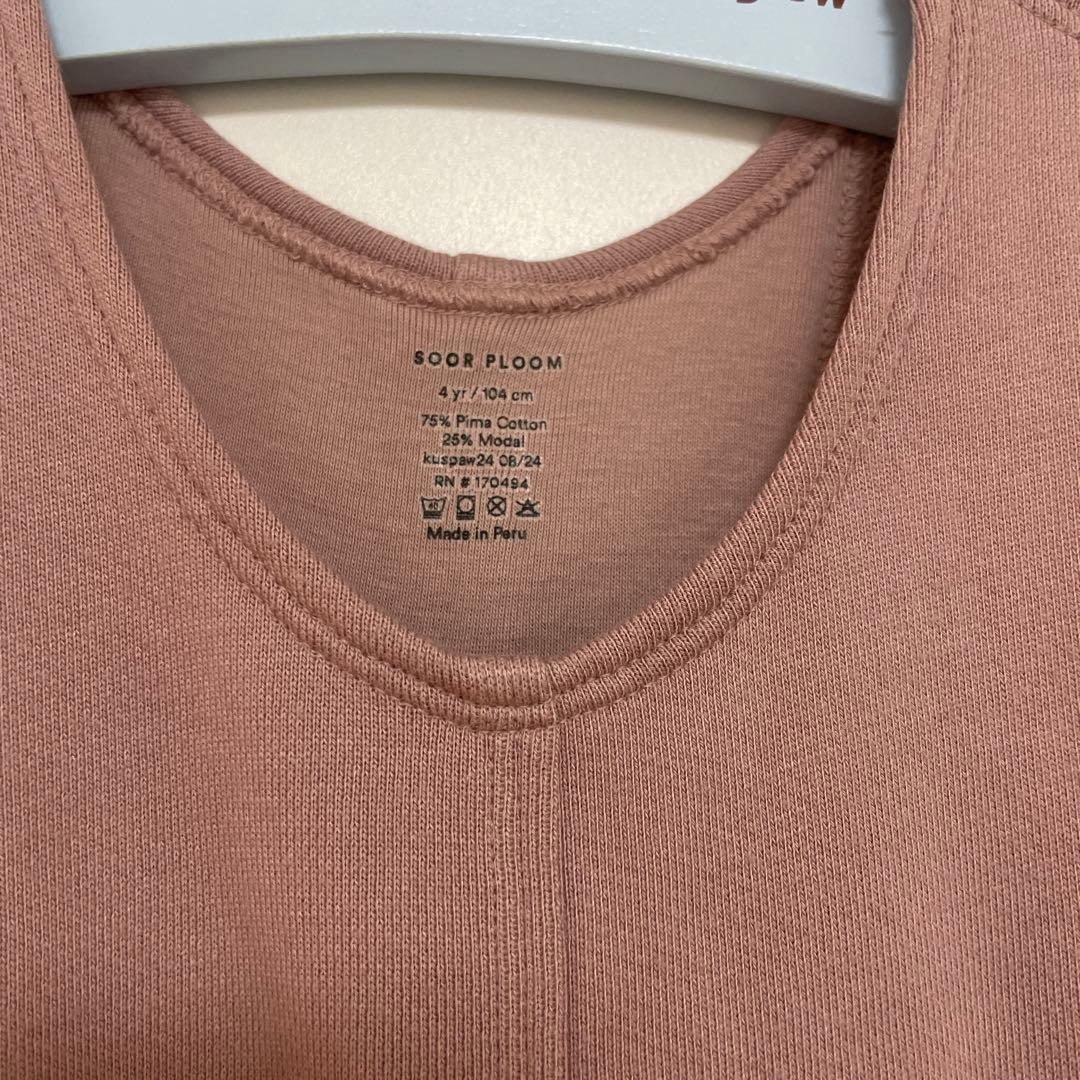 SOOR PLOOM
4 yr / 104 cm
75% Pima Cotton
25% Modal
kuspaw24 08/24
RN # 170494
Made in Peru